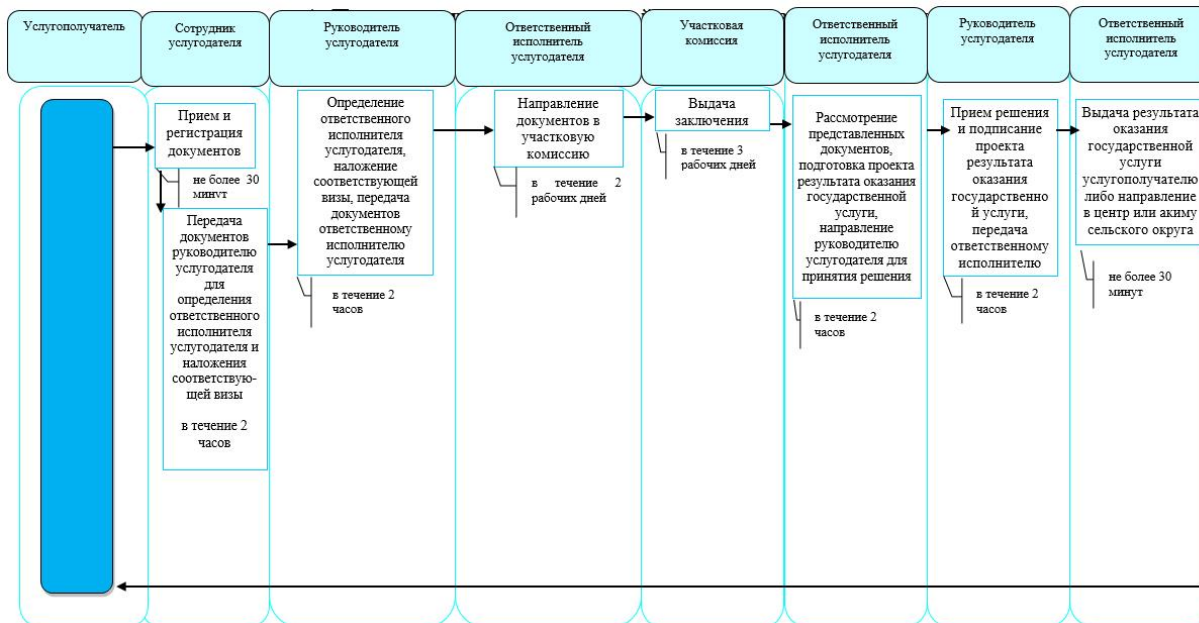 Услугополучатель
Сотрудник
услугодателя
Руководитель
услугодателя
Ответственный
исполнитель
услугодателя
Участковая
комиссия
Ответственный
исполнитель
услугодателя
Руководитель
услугодателя
Ответственный
исполнитель
услугодателя
Прием и
регистрация
документов
не более 30
минут
Передача
документов
руководителю
услугодателя
для
определения
ответственного
исполнителя
услугодателя и
наложения
соответствую-
щей визы
в течение 2
часов
Определение
ответственного
исполнителя
услугодателя,
наложение
соответствующей
визы, передача
документов
ответственному
исполнителю
услугодателя
в течение 2
часов
Направление
документов в
участковую
комиссию
в течение 2
рабочих дней
Выдача
заключения
в течение 3
рабочих дней
Рассмотрение
представленных
документов,
подготовка проекта
результата оказания
государственной
услуги,
направление
руководителю
услугодателя для
принятия решения
в течение 2
часов
Прием решения
и подписание
проекта
результата
оказания
государственно
й услуги,
передача
ответственному
исполнителю
в течение 2
часов
Выдача результата
оказания
государственной
услуги
услугополучателю
либо направление
в центр или акиму
сельского округа
не более 30
минут